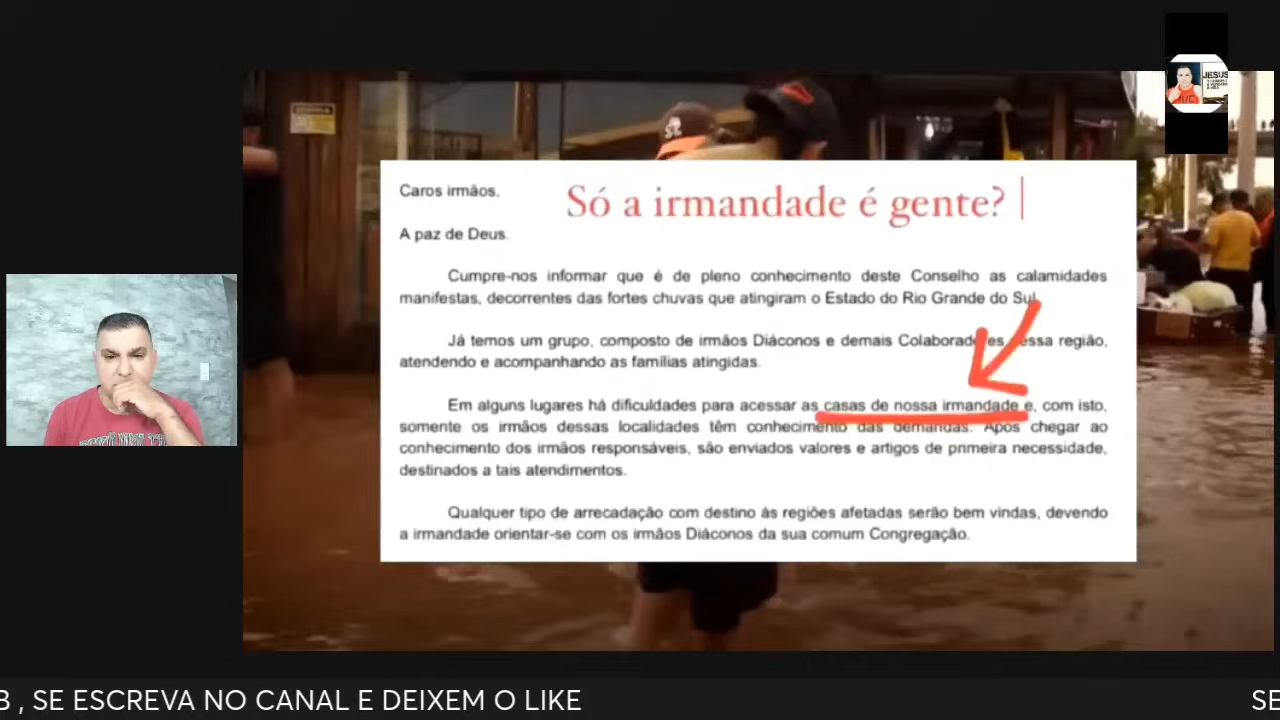 JESUS
Só a irmandade é gente?
Caros irmãos,
A paz de Deus.
Cumpre-nos informar que é de pleno conhecimento deste Conselho as calamidades
manifestas, decorrentes das fortes chuvas que atingiram o Estado do Rio Grande do Sul.
Já temos um grupo, composto de irmãos Diáconos e demais Colaboradores, nessa região,
atendendo e acompanhando as famílias atingidas.
Em alguns lugares há dificuldades para acessar as casas de nossa irmandade e, com isto,
somente os irmãos dessas localidades têm conhecimento das demandas. Após chegar ao
conhecimento dos irmãos responsáveis, são enviados valores e artigos de primeira necessidade,
destinados a tais atendimentos.
Qualquer tipo de arrecadação com destino às regiões afetadas serão bem vindas, devendo
a irmandade orientar-se com os irmãos Diáconos da sua comum Congregação.
B , SE ESCREVA NO CANAL E DEIXEM O LIKE
SE